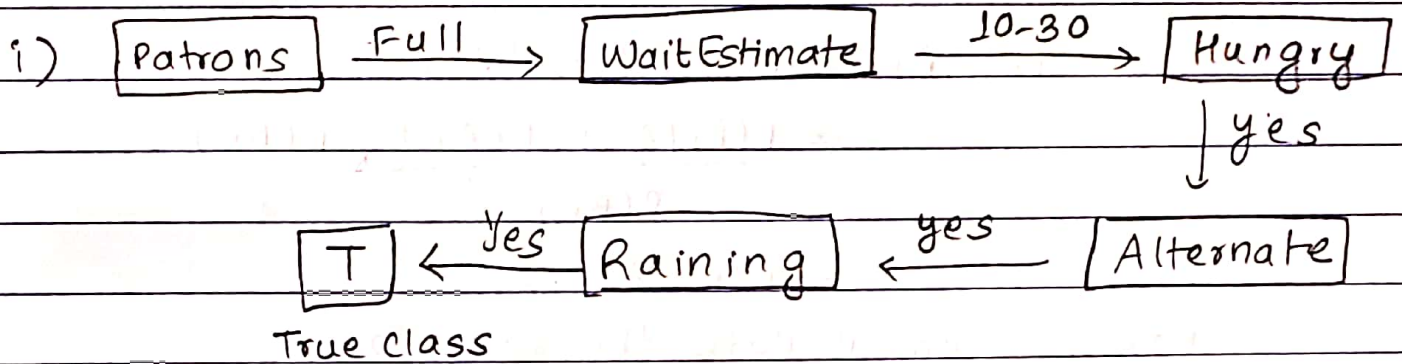 i) Patrons Full WaitEstimate 10-30 Hungry
yes
T Yes Raining yes Alternate
True class